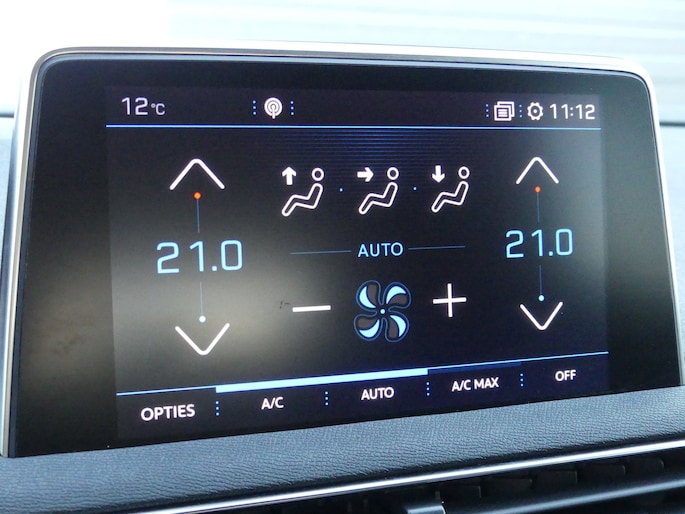 12°C 11:12
21.0 AUTO 21.0
OPTIES A/C AUTO A/C MAX OFF